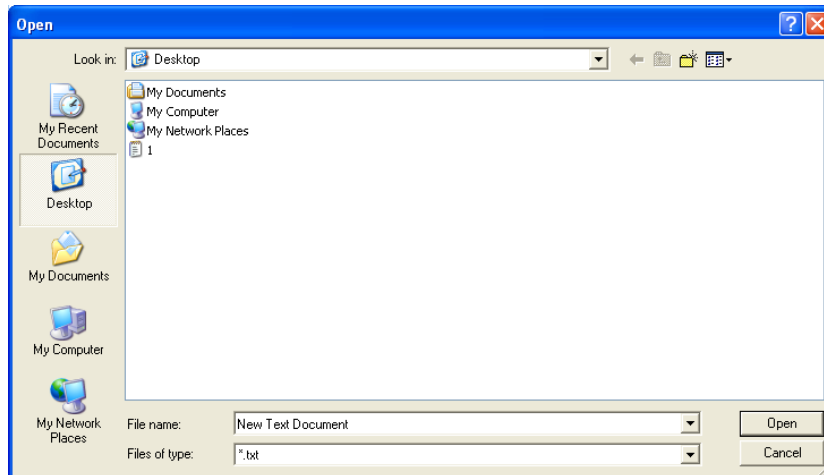 Open
Look in: Desktop
My Recent
Documents
Desktop
My Documents
My Computer
My Network
Places
My Documents
My Computer
My Network Places
1
File name: New Text Document Open
Files of type: *.txt Cancel